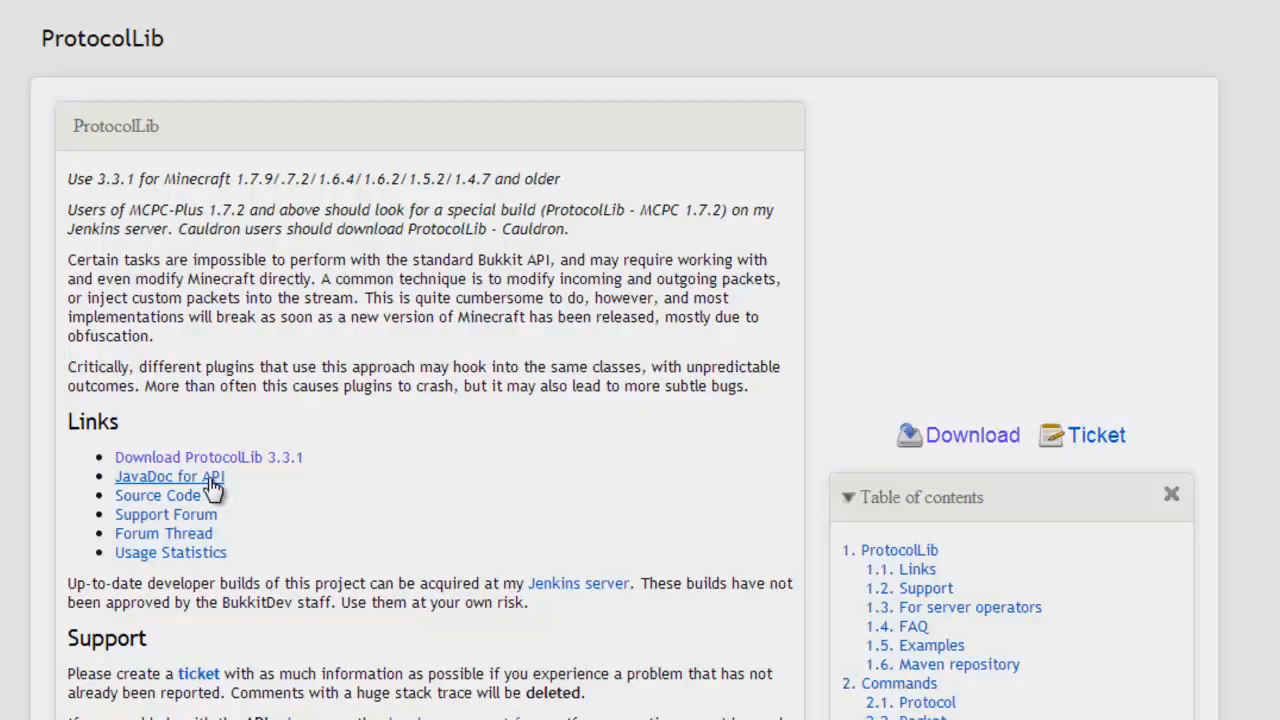 ProtocolLib
ProtocolLib
Use 3.3.1 for Minecraft 1.7.9/.7.2/1.6.4/1.6.2/1.5.2/1.4.7 and older
Users of MCPC-Plus 1.7.2 and above should look for a special build (ProtocolLib - MCPC 1.7.2) on my
Jenkins server. Cauldron users should download ProtocolLib - Cauldron.
Certain tasks are impossible to perform with the standard Bukkit API, and may require working with
and even modify Minecraft directly. A common technique is to modify incoming and outgoing packets,
or inject custom packets into the stream. This is quite cumbersome to do, however, and most
implementations will break as soon as a new version of Minecraft has been released, mostly due to
obfuscation.
Critically, different plugins that use this approach may hook into the same classes, with unpredictable
outcomes. More than often this causes plugins to crash, but it may also lead to more subtle bugs.
Links
Download ProtocolLib 3.3.1
JavaDoc for API
Source Code
Support Forum
Forum Thread
Usage Statistics
Up-to-date developer builds of this project can be acquired at my Jenkins server. These builds have not
been approved by the BukkitDev staff. Use them at your own risk.
Support
Please create a ticket with as much information as possible if you experience a problem that has not
already been reported. Comments with a huge stack trace will be deleted.
Download Ticket
Table of contents
1. ProtocolLib
1.1. Links
1.2. Support
1.3. For server operators
1.4. FAQ
1.5. Examples
1.6. Maven repository
2. Commands
2.1. Protocol
2.2. Packet